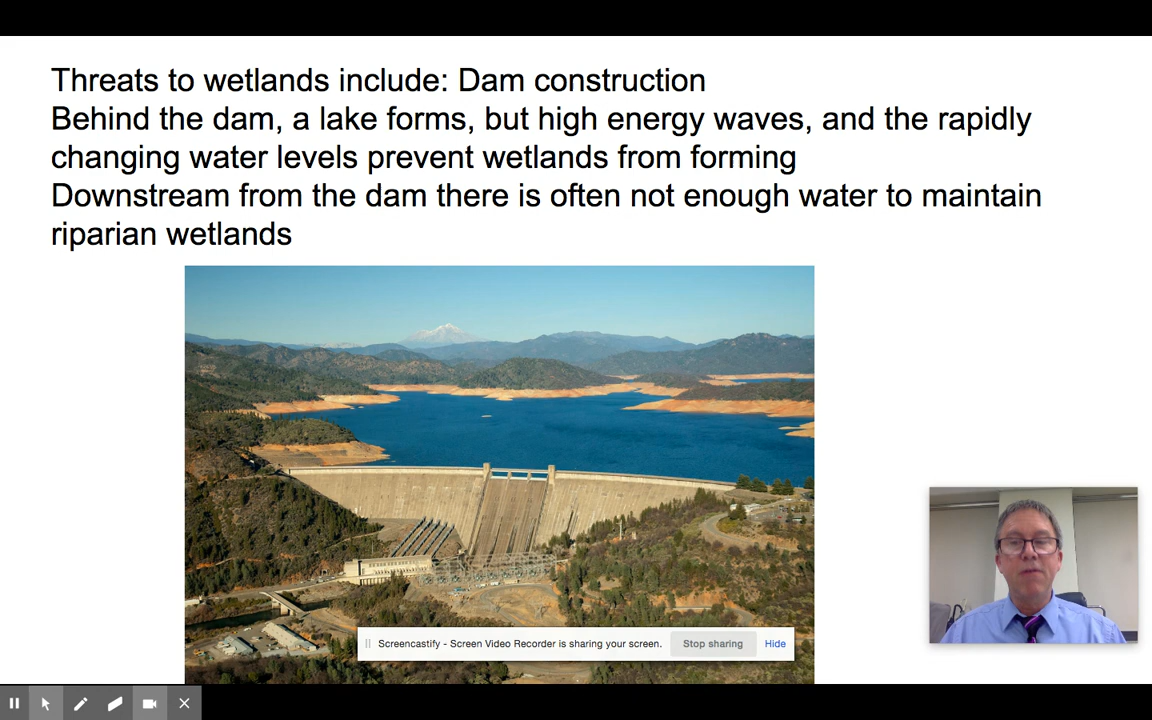 Threats to wetlands include: Dam construction
Behind the dam, a lake forms, but high energy waves, and the rapidly
changing water levels prevent wetlands from forming
Downstream from the dam there is often not enough water to maintain
riparian wetlands
Screencastify - Screen Video Recorder is sharing your screen. Stop sharing Hide